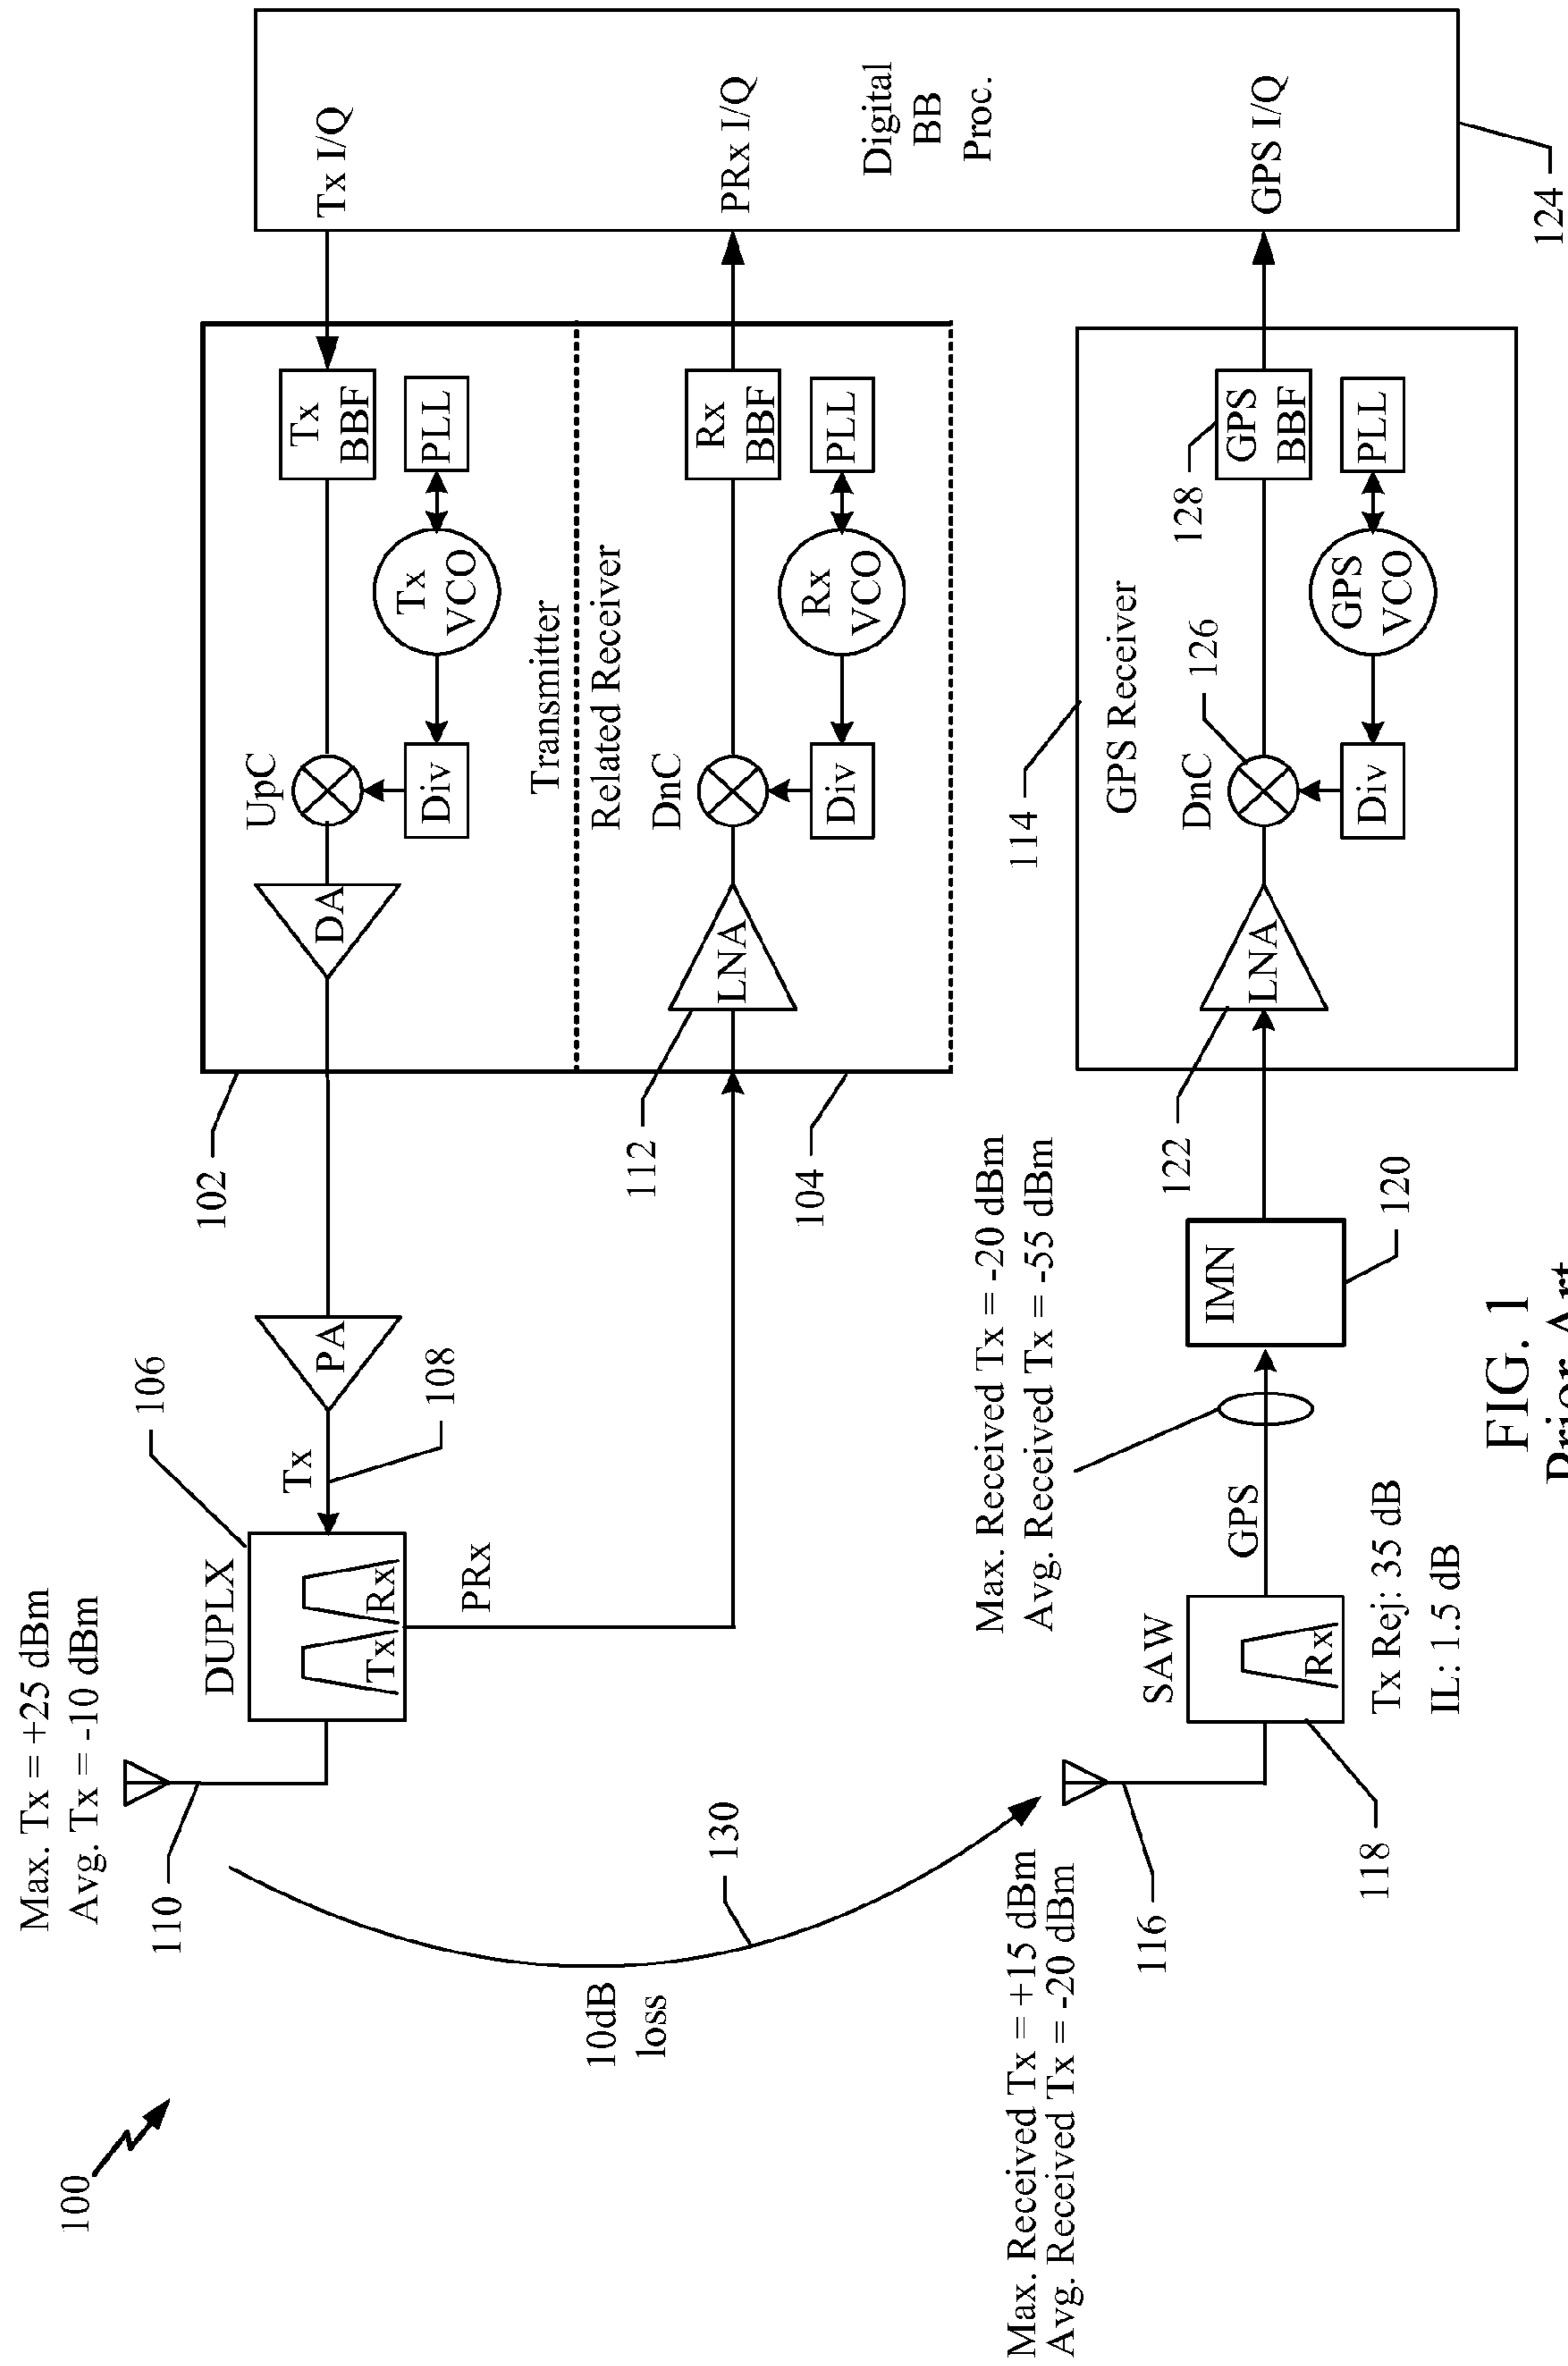 100
Max. Tx = +25 dBm
Avg. Tx = -10 dBm
110
DUPLX
Tx
Rx
106
Tx
108
PA
PRx
102
DA
UpC
Div
Tx
VCO
PLL
Tx
BBF
Transmitter
Related Receiver
112
LNA
104
DnC
Div
Rx
VCO
PLL
Rx
BBF
Tx I/Q
PRx I/Q
Digital
BB
Proc.
GPS I/Q
124
10dB
loss
130
Max. Received Tx = +15 dBm
Avg. Received Tx = -20 dBm
116
118
SAW
Rx
Tx Rej: 35 dB
IL: 1.5 dB
GPS
Max. Received Tx = -20 dBm
Avg. Received Tx = -55 dBm
IMN
120
122
LNA
114
GPS Receiver
DnC
126
Div
GPS
VCO
PLL
128
GPS
BBF
FIG. 1
Prior Art